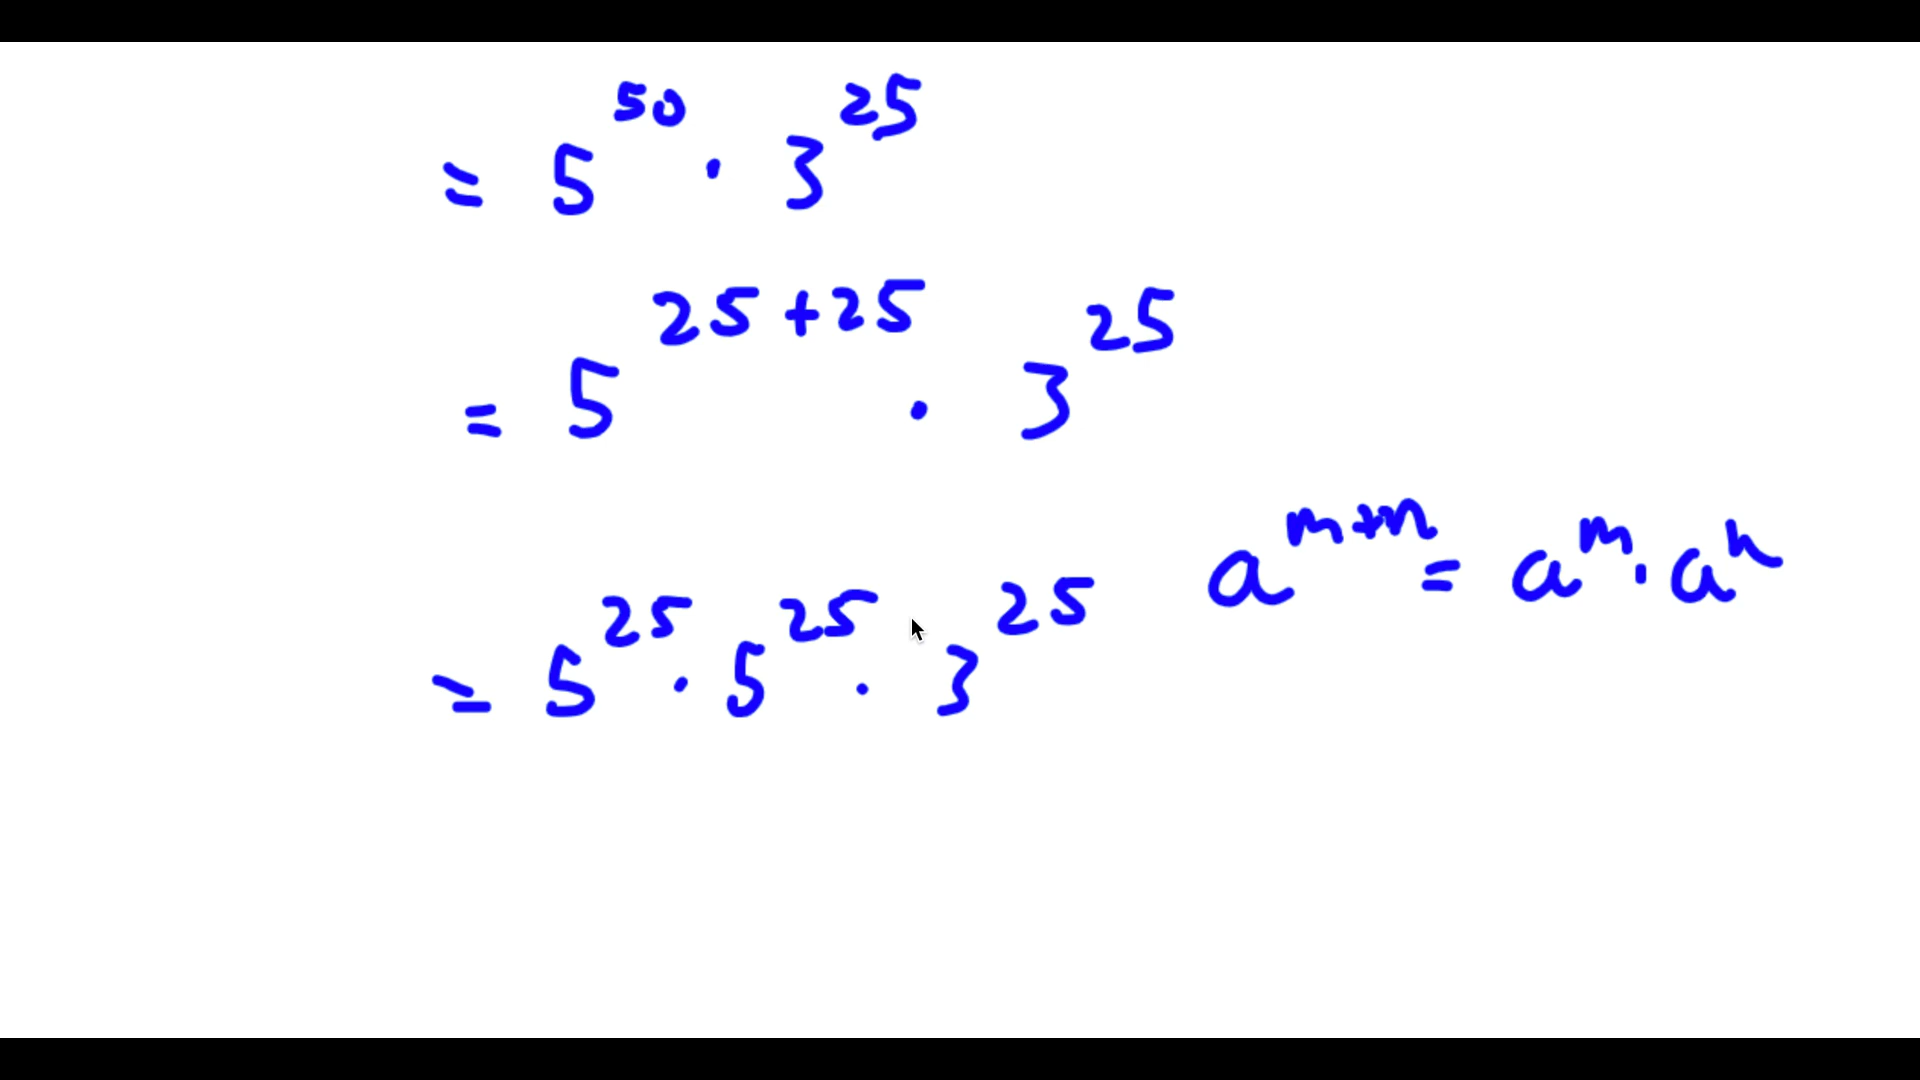 = 5^50 · 3^25
= 5^25+25 · 3^25
a^m+n = a^m · a^n
= 5^25 · 5^25 · 3^25